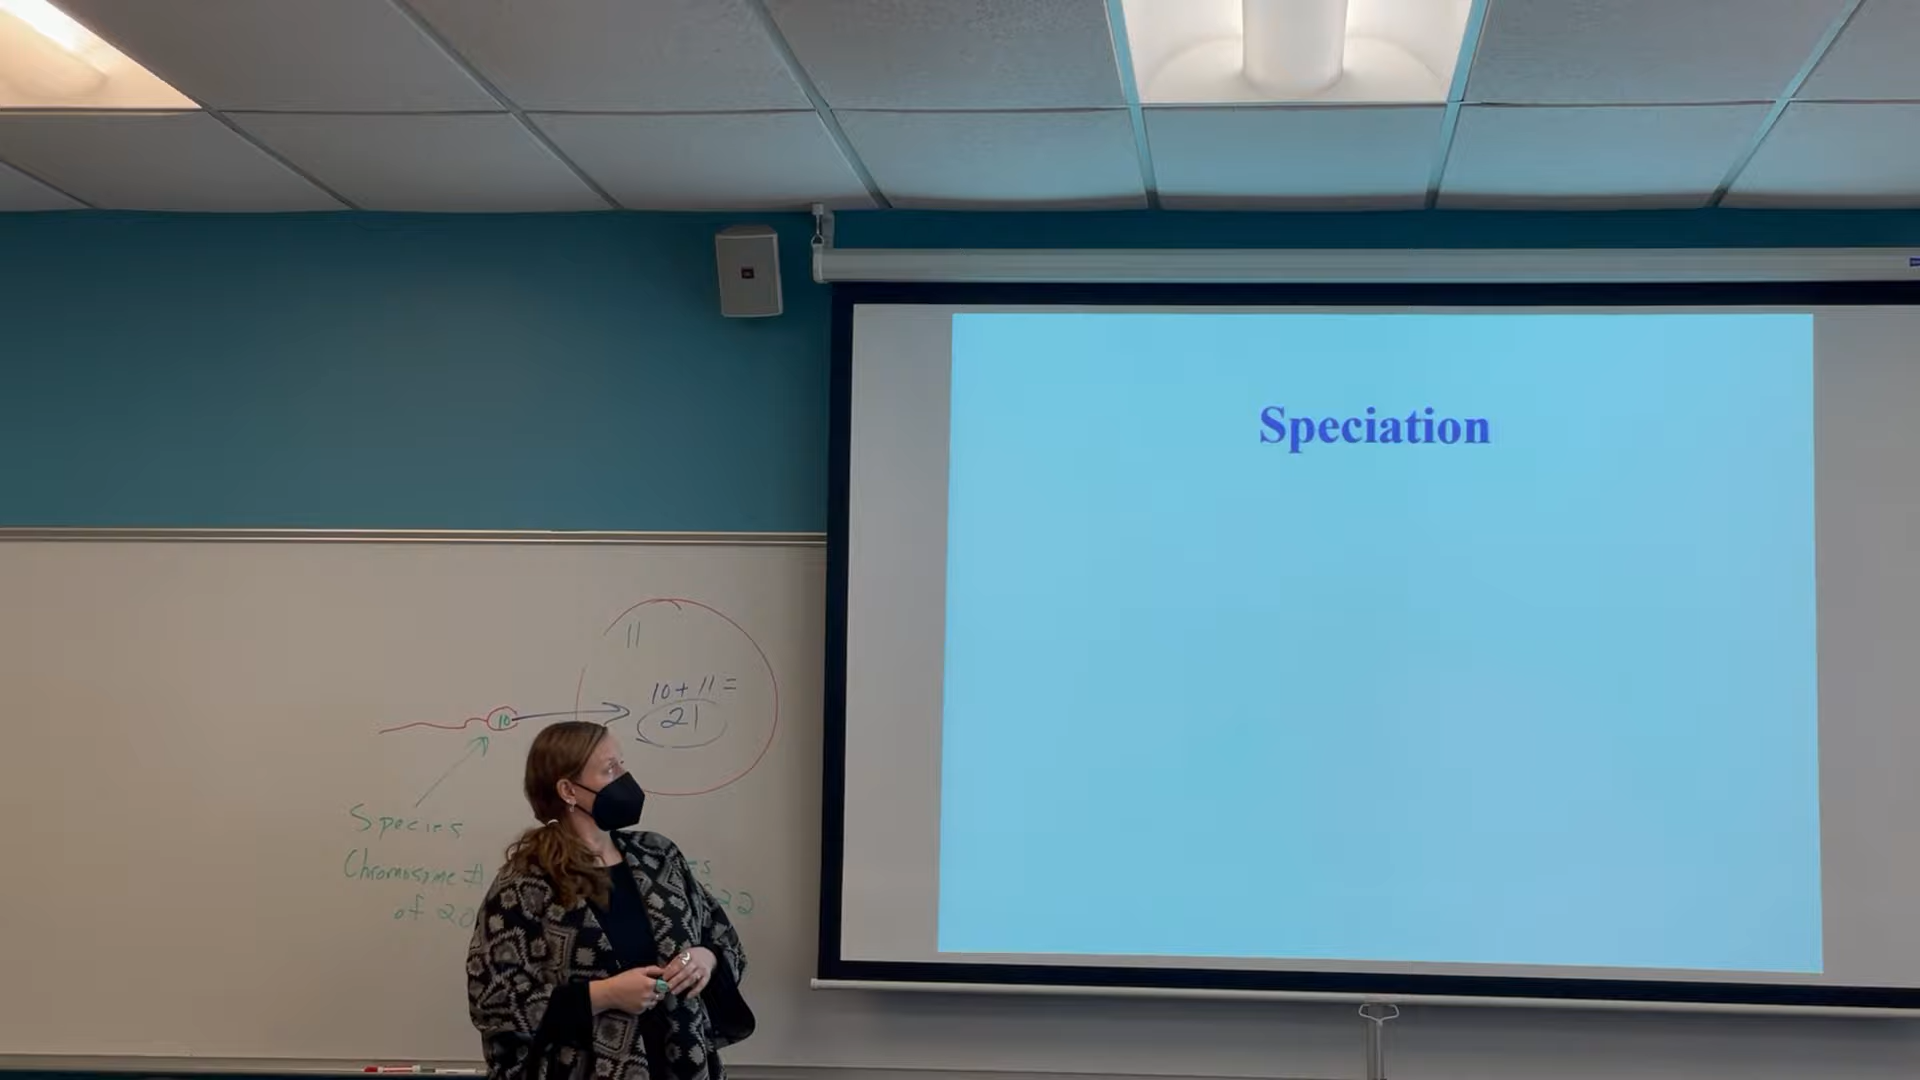 Speciation
11
10 + 11 =
21
10
Species
Chromosome #
of 20
22